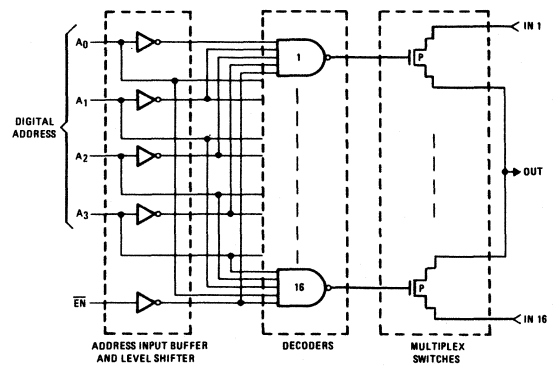 IN 1
A0
1
P
A1
DIGITAL
ADDRESS
A2
OUT
A3
16
P
EN
IN 16
ADDRESS INPUT BUFFER
AND LEVEL SHIFTER
DECODERS
MULTIPLEX
SWITCHES